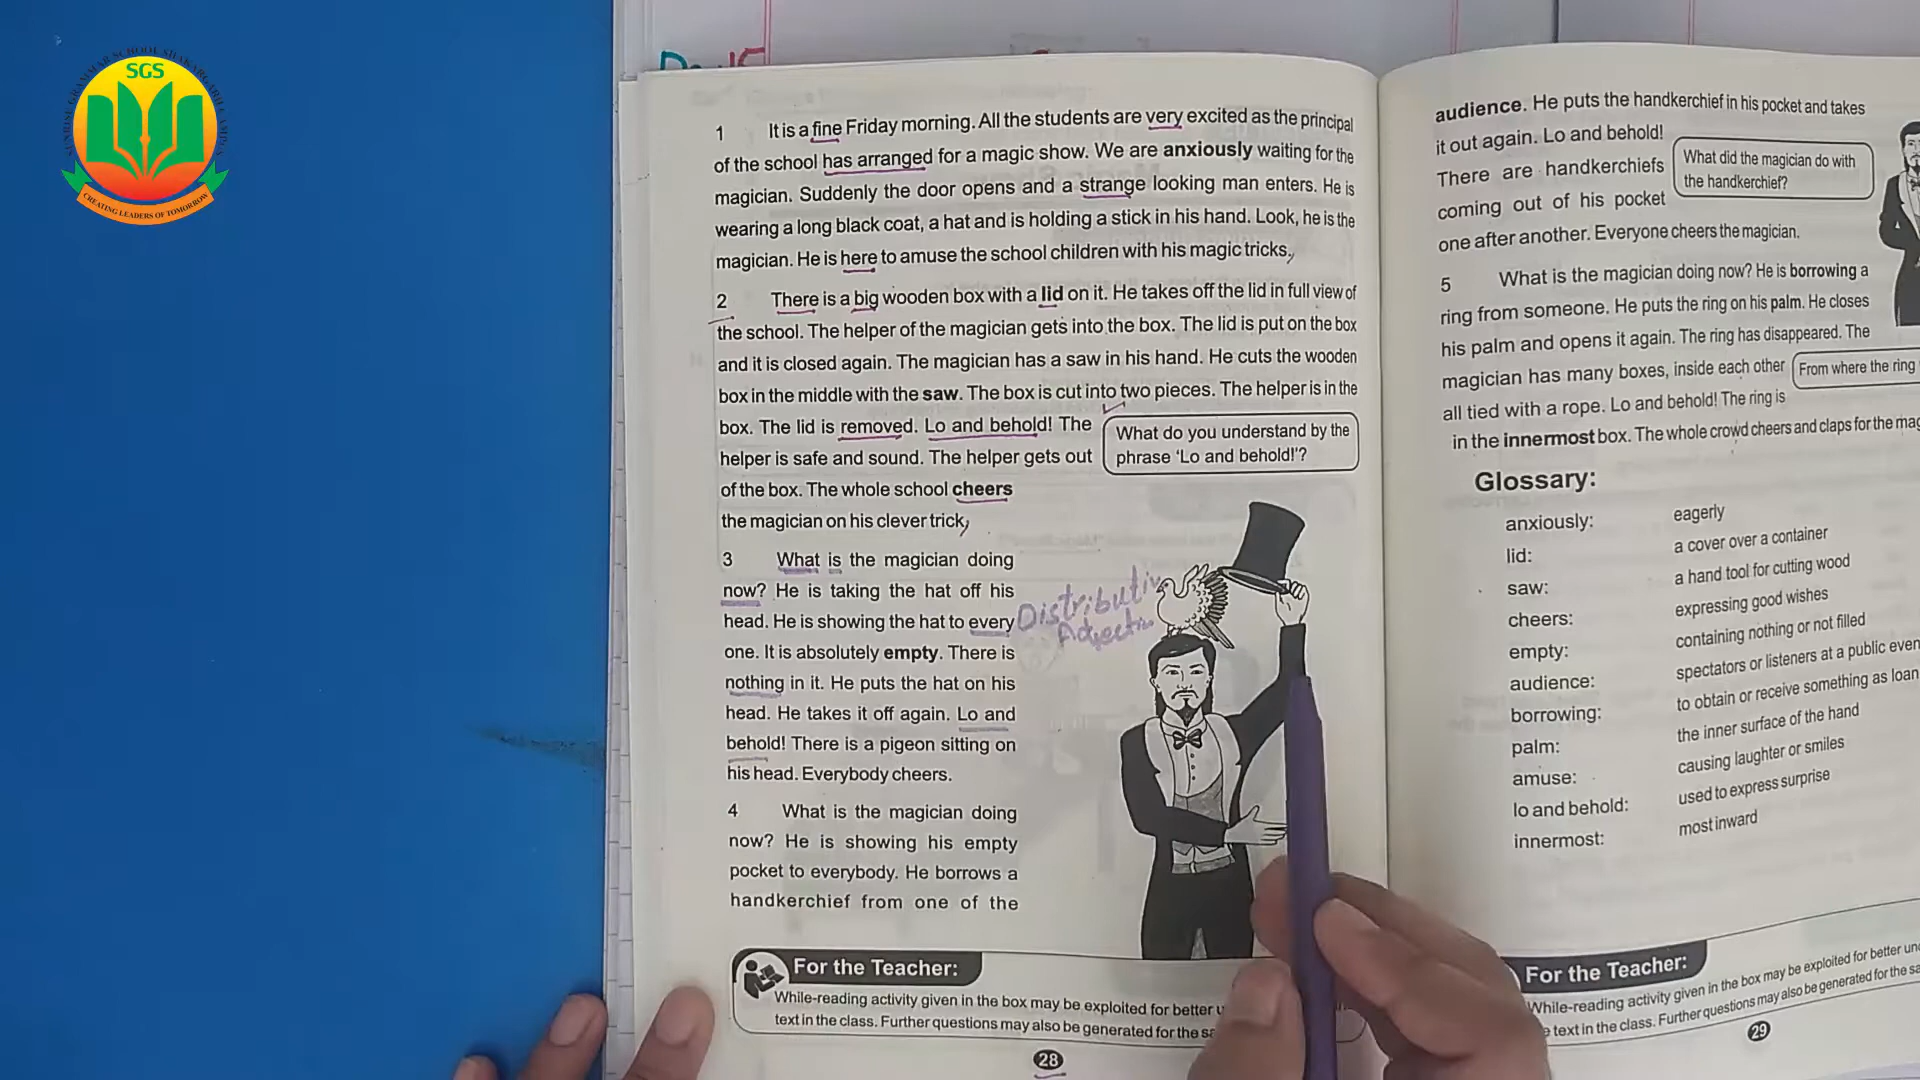 SUNRISE GRAMMAR SCHOOL SHAKARGARH CAMPUS
SGS
CREATING LEADERS OF TOMORROW
1 It is a fine Friday morning. All the students are very excited as the principal
of the school has arranged for a magic show. We are anxiously waiting for the
magician. Suddenly the door opens and a strange looking man enters. He is
wearing a long black coat, a hat and is holding a stick in his hand. Look, he is the
magician. He is here to amuse the school children with his magic tricks.
2 There is a big wooden box with a lid on it. He takes off the lid in full view of
the school. The helper of the magician gets into the box. The lid is put on the box
and it is closed again. The magician has a saw in his hand. He cuts the wooden
box in the middle with the saw. The box is cut into two pieces. The helper is in the
box. The lid is removed. Lo and behold! The
helper is safe and sound. The helper gets out
of the box. The whole school cheers
the magician on his clever trick,
What do you understand by the
phrase ‘Lo and behold!’?
3 What is the magician doing
now? He is taking the hat off his
head. He is showing the hat to every
one. It is absolutely empty. There is
nothing in it. He puts the hat on his
head. He takes it off again. Lo and
behold! There is a pigeon sitting on
his head. Everybody cheers.
Distributiv
Adjectiv
4 What is the magician doing
now? He is showing his empty
pocket to everybody. He borrows a
handkerchief from one of the
For the Teacher:
While-reading activity given in the box may be exploited for better
text in the class. Further questions may also be generated for the
28
audience. He puts the handkerchief in his pocket and takes
it out again. Lo and behold!
There are handkerchiefs
coming out of his pocket
one after another. Everyone cheers the magician.
What did the magician do with
the handkerchief?
5 What is the magician doing now? He is borrowing a
ring from someone. He puts the ring on his palm. He closes
his palm and opens it again. The ring has disappeared. The
magician has many boxes, inside each other
all tied with a rope. Lo and behold! The ring is
in the innermost box. The whole crowd cheers and claps for the
From where the ring
Glossary:
anxiously: eagerly
lid: a cover over a container
saw: a hand tool for cutting wood
cheers: expressing good wishes
empty: containing nothing or not filled
audience: spectators or listeners at a public even
borrowing: to obtain or receive something as loan
palm: the inner surface of the hand
amuse: causing laughter or smiles
lo and behold: used to express surprise
innermost: most inward
For the Teacher:
While-reading activity given in the box may be exploited for better
text in the class. Further questions may also be generated for the
29